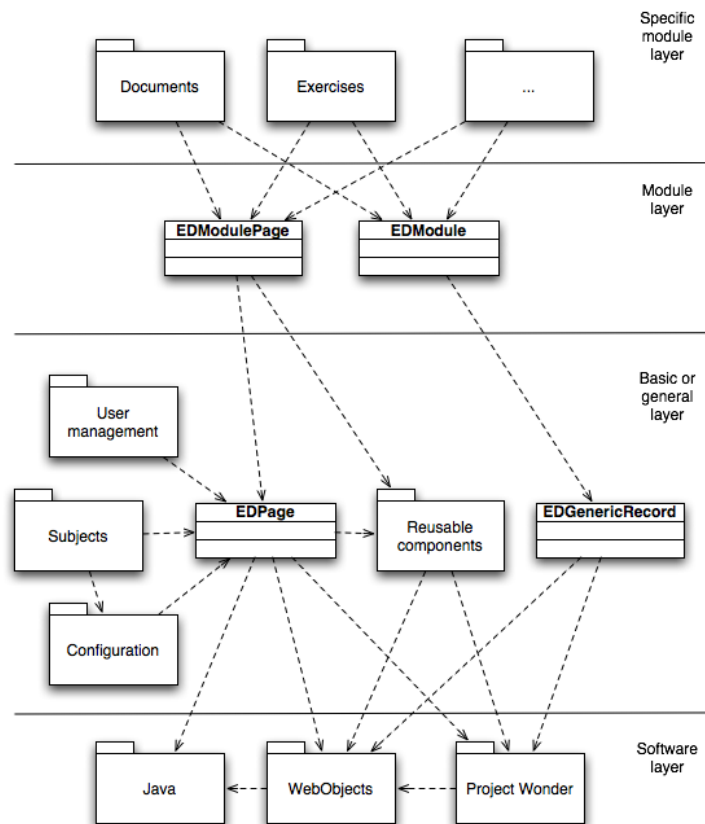 Specific
module
layer
Documents
Exercises
...
Module
layer
EDModulePage
EDModule
Basic or
general
layer
User
management
Subjects
EDPage
Reusable
components
EDGenericRecord
Configuration
Software
layer
Java
WebObjects
Project Wonder